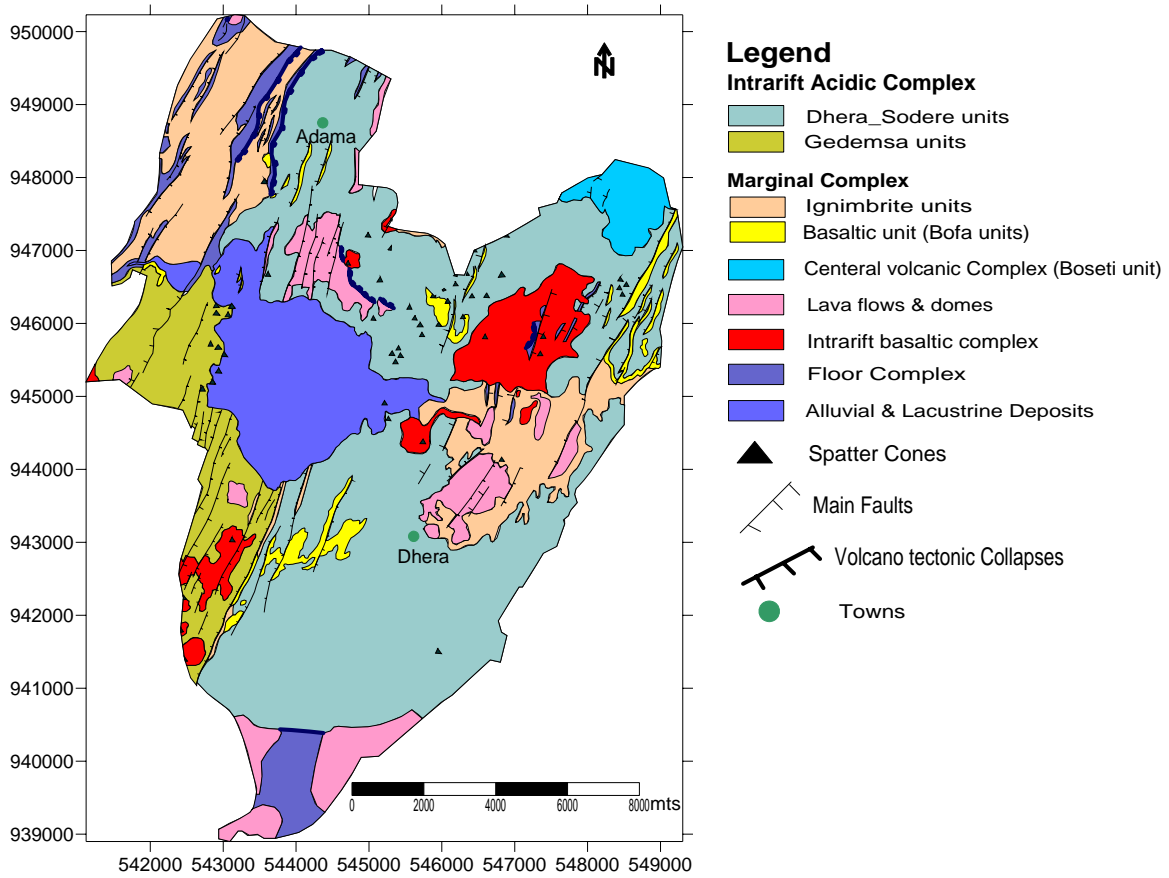 950000
949000
948000
947000
946000
945000
944000
943000
942000
941000
940000
939000
542000 543000 544000 545000 546000 547000 548000 549000
N
Adama
Dhera
0 2000 4000 6000 8000 mts
Legend
Intrarift Acidic Complex
Dhera_Sodere units
Gedemsa units
Marginal Complex
Ignimbrite units
Basaltic unit (Bofa units)
Centeral volcanic Complex (Boseti unit)
Lava flows & domes
Intrarift basaltic complex
Floor Complex
Alluvial & Lacustrine Deposits
Spatter Cones
Main Faults
Volcano tectonic Collapses
Towns